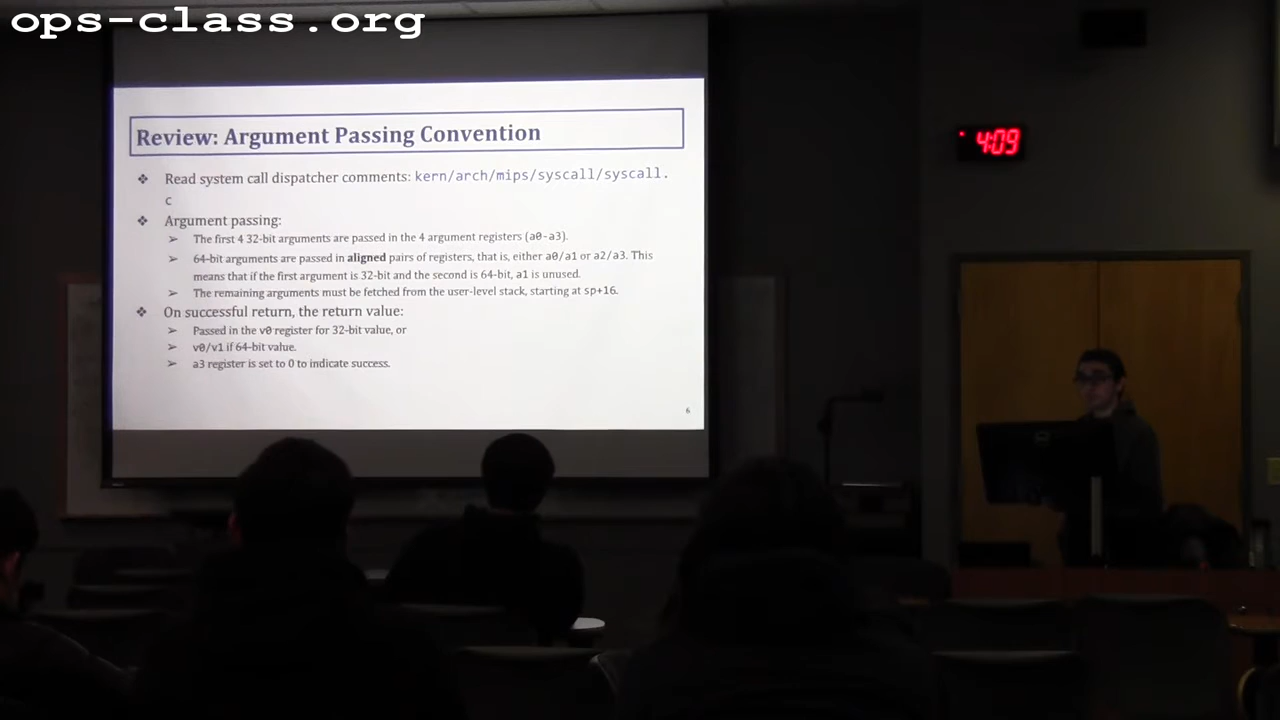 ops-class.org
Review: Argument Passing Convention
4:09
❖ Read system call dispatcher comments: kern/arch/mips/syscall/syscall.
c
❖ Argument passing:
➢ The first 4 32-bit arguments are passed in the 4 argument registers (a0-a3).
➢ 64-bit arguments are passed in aligned pairs of registers, that is, either a0/a1 or a2/a3. This
means that if the first argument is 32-bit and the second is 64-bit, a1 is unused.
➢ The remaining arguments must be fetched from the user-level stack, starting at sp+16.
❖ On successful return, the return value:
➢ Passed in the v0 register for 32-bit value, or
➢ v0/v1 if 64-bit value.
➢ a3 register is set to 0 to indicate success.
6